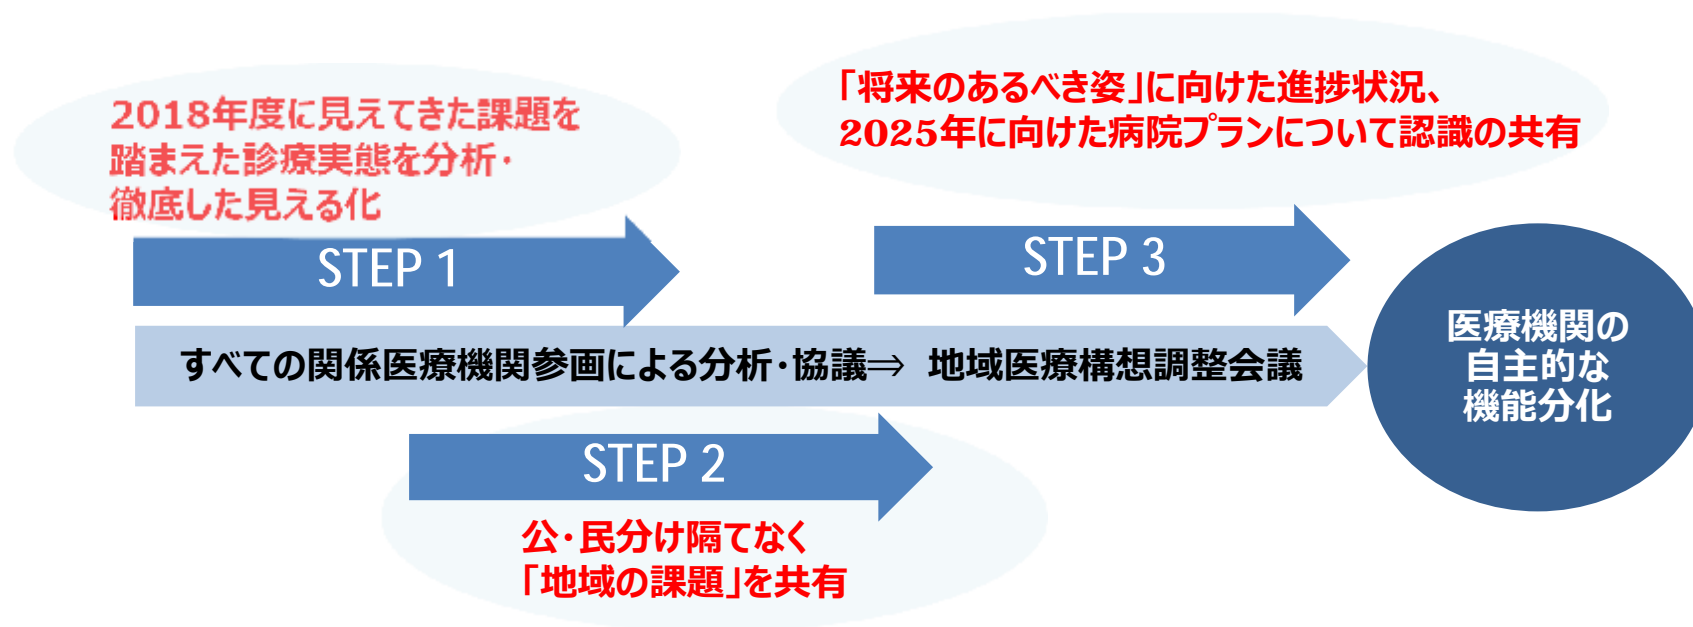 2018年度に見えてきた課題を
踏まえた診療実態を分析・
徹底した見える化
STEP 1
「将来のあるべき姿」に向けた進捗状況、
2025年に向けた病院プランについて認識の共有
STEP 3
すべての関係医療機関参画による分析・協議⇒ 地域医療構想調整会議
医療機関の
自主的な
機能分化
STEP 2
公・民分け隔てなく
「地域の課題」を共有